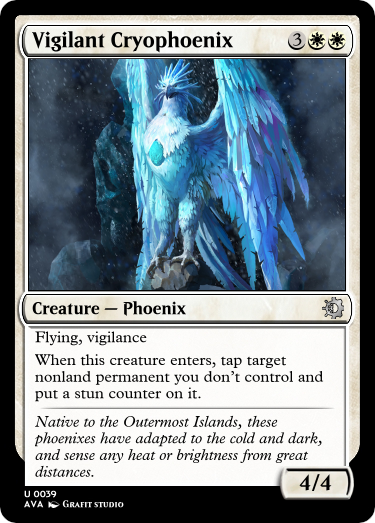 Vigilant Cryophoenix 3
Creature — Phoenix
Flying, vigilance
When this creature enters, tap target
nonland permanent you don't control and
put a stun counter on it.
Native to the Outermost Islands, these
phoenixes have adapted to the cold and dark,
and sense any heat or brightness from great
distances.
4/4
U 0039
AVA Grafit studio